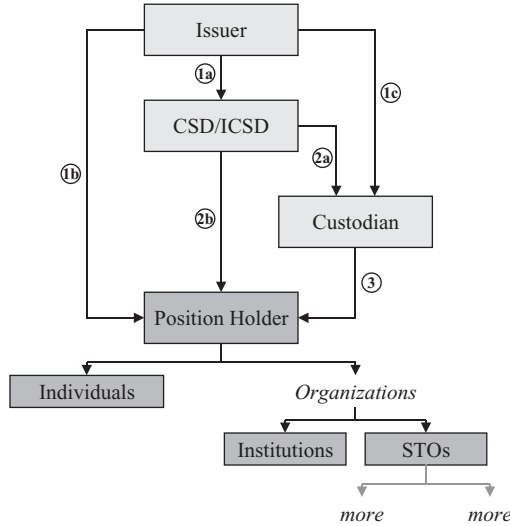 Issuer
1a
1c
CSD/ICSD
2a
1b
2b
Custodian
3
Position Holder
Individuals
Organizations
Institutions
STOs
more
more